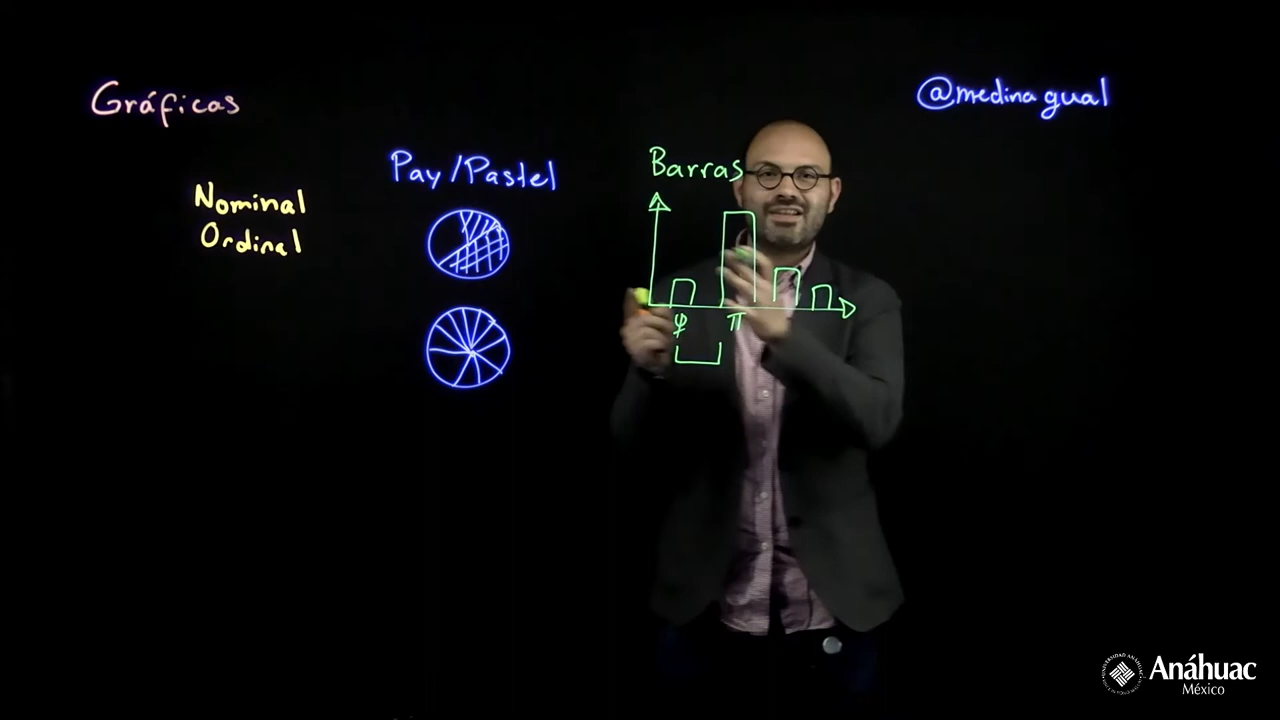 Gráficas
@medinagual
Pay/Pastel
Barras
Nominal
Ordinal
ψ π
Anáhuac
México